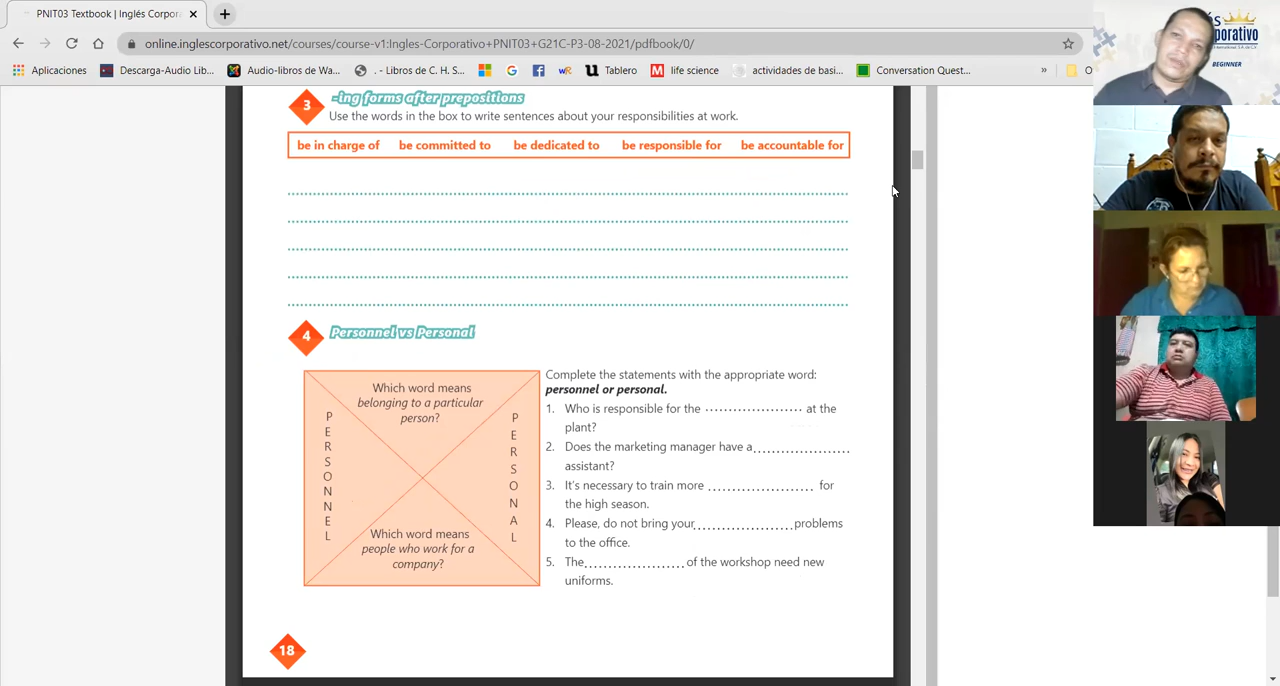 PNIT03 Textbook | Inglés Corpor
online.inglescorporativo.net/courses/course-v1:Ingles-Corporativo+PNIT03+G21C-P3-08-2021/pdfbook/0/
Aplicaciones Descarga Audio Lib... Audio-libros de Wa... . - Libros de C. H. S... wR Tablero life science actividades de basi... Conversation Quest... » O
BEGINNER
3 -ing forms after prepositions
Use the words in the box to write sentences about your responsibilities at work.
be in charge of be committed to be dedicated to be responsible for be accountable for
4 Personnel vs Personal
Which word means
belonging to a particular
person?
PERSONNEL
PERSONAL
Which word means
people who work for a
company?
Complete the statements with the appropriate word:
personnel or personal.
1. Who is responsible for the .................... at the
plant?
2. Does the marketing manager have a....................
assistant?
3. It's necessary to train more ...................... for
the high season.
4. Please, do not bring your....................problems
to the office.
5. The.....................of the workshop need new
uniforms.
18